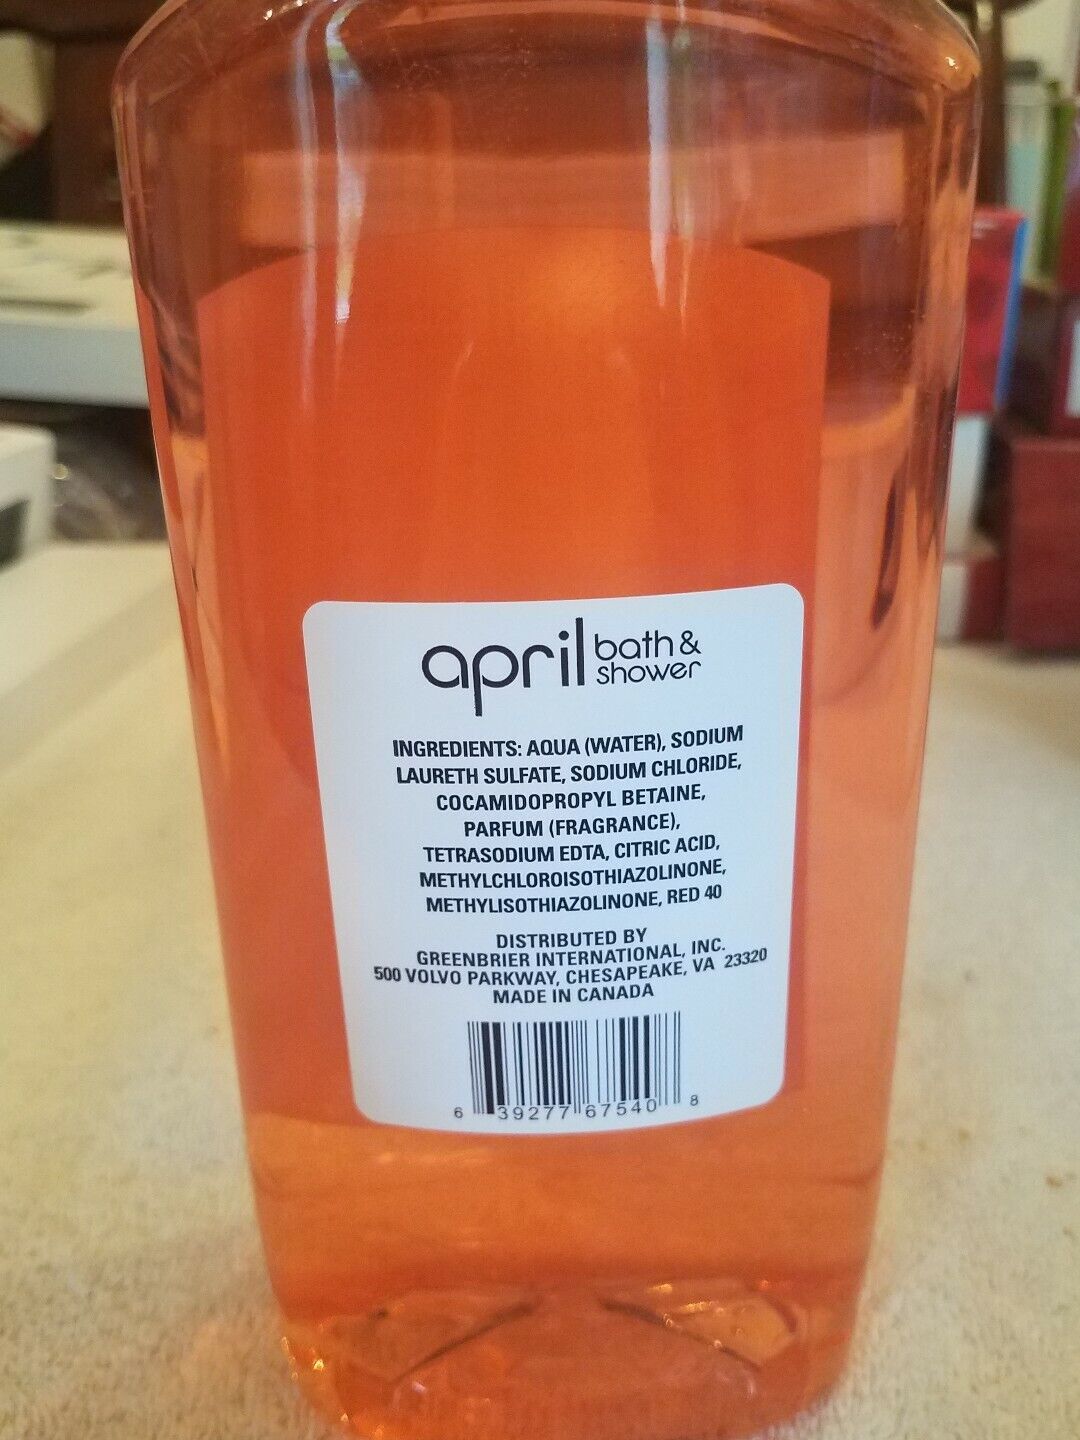 april bath &
shower
INGREDIENTS: AQUA (WATER), SODIUM
LAURETH SULFATE, SODIUM CHLORIDE,
COCAMIDOPROPYL BETAINE,
PARFUM (FRAGRANCE),
TETRASODIUM EDTA, CITRIC ACID,
METHYLCHLOROISOTHIAZOLINONE,
METHYLISOTHIAZOLINONE, RED 40
DISTRIBUTED BY
GREENBRIER INTERNATIONAL, INC.
500 VOLVO PARKWAY, CHESAPEAKE, VA 23320
MADE IN CANADA
6 39277 67540 8